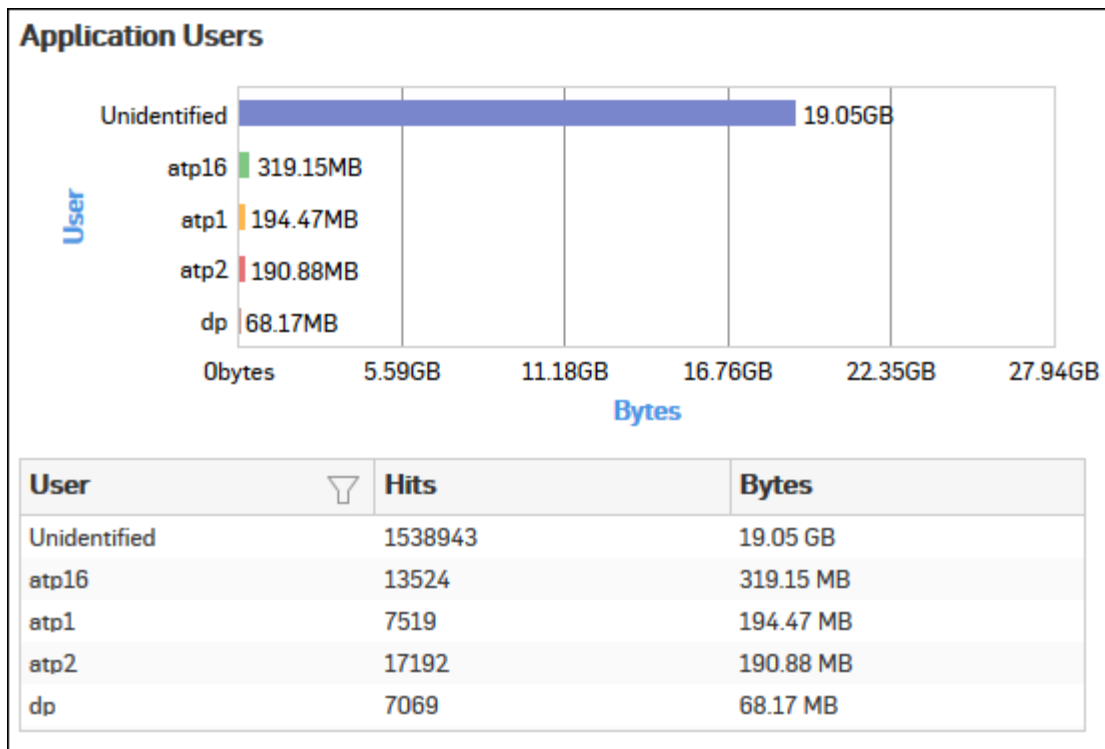 Application Users
Unidentified 19.05GB
atp16 319.15MB
User
atp1 194.47MB
atp2 190.88MB
dp 68.17MB
0bytes 5.59GB 11.18GB 16.76GB 22.35GB 27.94GB
Bytes
User Hits Bytes
Unidentified 1538943 19.05 GB
atp16 13524 319.15 MB
atp1 7519 194.47 MB
atp2 17192 190.88 MB
dp 7069 68.17 MB